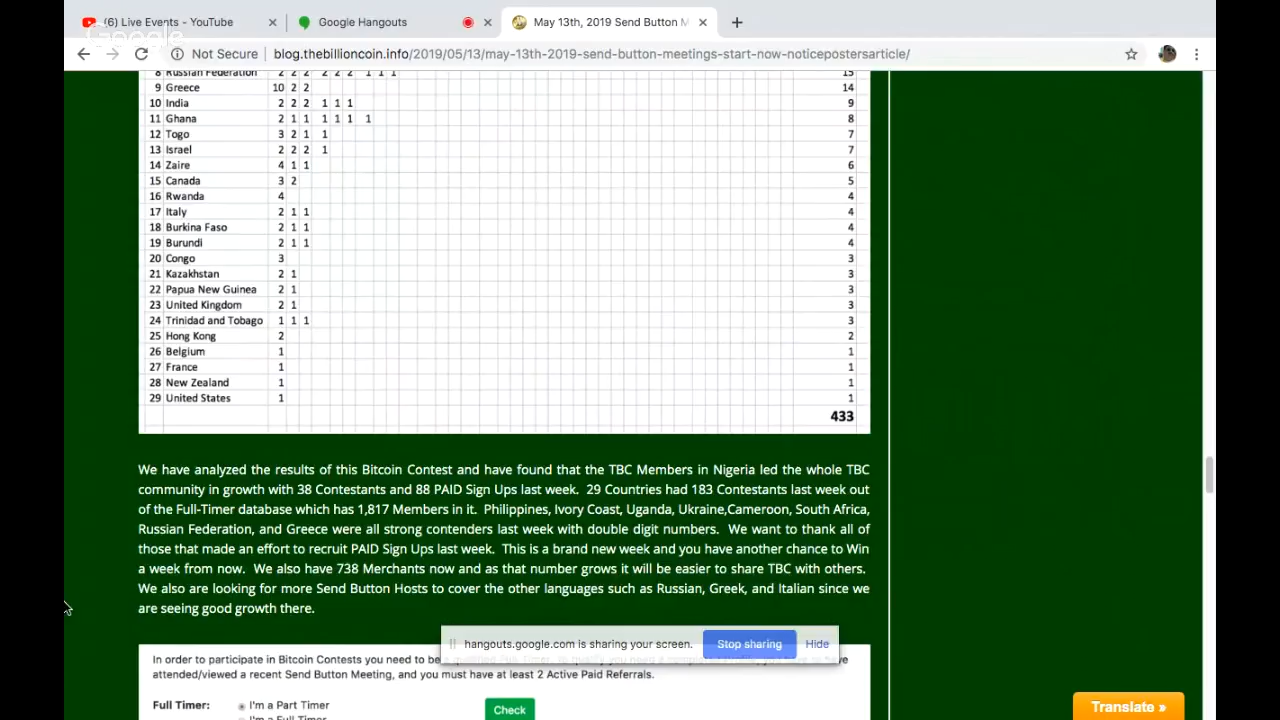 (6) Live Events - YouTube
Google Hangouts
May 13th, 2019 Send Button M
Google
Not Secure
blog.thebillioncoin.info/2019/05/13/may-13th-2019-send-button-meetings-start-now-noticepostersarticle/
8 Russian Federation 2 2 2 2 2 2 1 1 1 15
9 Greece 10 2 2 14
10 India 2 2 2 1 1 1 9
11 Ghana 2 1 1 1 1 1 1 8
12 Togo 3 2 1 1 7
13 Israel 2 2 2 1 7
14 Zaire 4 1 1 6
15 Canada 3 2 5
16 Rwanda 4 4
17 Italy 2 1 1 4
18 Burkina Faso 2 1 1 4
19 Burundi 2 1 1 4
20 Congo 3 3
21 Kazakhstan 2 1 3
22 Papua New Guinea 2 1 3
23 United Kingdom 2 1 3
24 Trinidad and Tobago 1 1 1 3
25 Hong Kong 2 2
26 Belgium 1 1
27 France 1 1
28 New Zealand 1 1
29 United States 1 1
433
We have analyzed the results of this Bitcoin Contest and have found that the TBC Members in Nigeria led the whole TBC
community in growth with 38 Contestants and 88 PAID Sign Ups last week. 29 Countries had 183 Contestants last week out
of the Full-Timer database which has 1,817 Members in it. Philippines, Ivory Coast, Uganda, Ukraine,Cameroon, South Africa,
Russian Federation, and Greece were all strong contenders last week with double digit numbers. We want to thank all of
those that made an effort to recruit PAID Sign Ups last week. This is a brand new week and you have another chance to Win
a week from now. We also have 738 Merchants now and as that number grows it will be easier to share TBC with others.
We also are looking for more Send Button Hosts to cover the other languages such as Russian, Greek, and Italian since we
are seeing good growth there.
hangouts.google.com is sharing your screen.
Stop sharing
Hide
In order to participate in Bitcoin Contests you need to be have
attended/viewed a recent Send Button Meeting, and you must have at least 2 Active Paid Referrals.
Full Timer: I'm a Part Timer
I'm a Full Timer
Check
Translate »